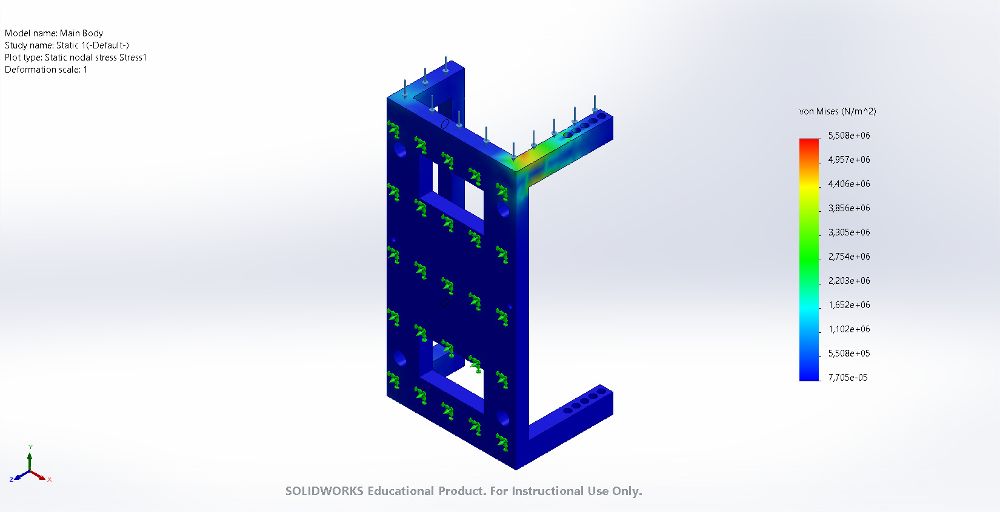 Model name: Main Body
Study name: Static 1(-Default-)
Plot type: Static nodal stress Stress1
Deformation scale: 1
von Mises (N/m^2)
5,508e+06
4,957e+06
4,406e+06
3,856e+06
3,305e+06
2,754e+06
2,203e+06
1,652e+06
1,102e+06
5,508e+05
7,705e-05
Y
Z
X
SOLIDWORKS Educational Product. For Instructional Use Only.